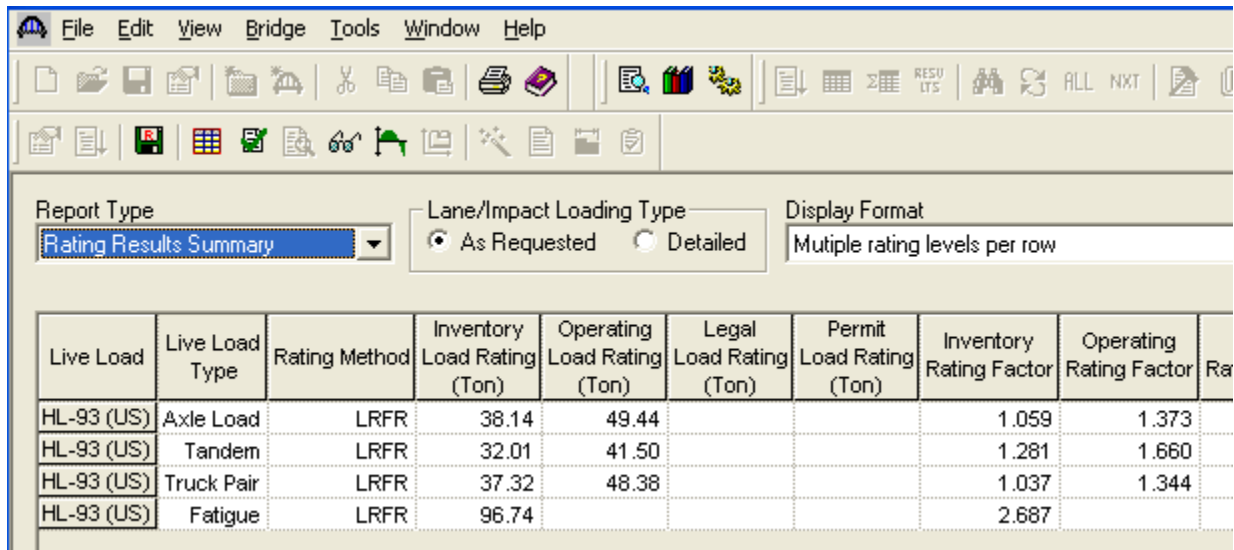 File Edit View Bridge Tools Window Help
RESU LTS ALL NXT
Report Type Lane/Impact Loading Type Display Format
Rating Results Summary As Requested Detailed Mutiple rating levels per row
Live Load Live Load Type Rating Method Inventory Load Rating (Ton) Operating Load Rating (Ton) Legal Load Rating (Ton) Permit Load Rating (Ton) Inventory Rating Factor Operating Rating Factor
HL-93 (US) Axle Load LRFR 38.14 49.44 1.059 1.373
HL-93 (US) Tandem LRFR 32.01 41.50 1.281 1.660
HL-93 (US) Truck Pair LRFR 37.32 48.38 1.037 1.344
HL-93 (US) Fatigue LRFR 96.74 2.687